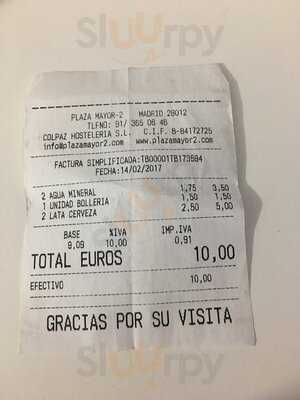 Sluurpy
PLAZA MAYOR-2 MADRID 28012
TLFNO: 91/ 365 06 46
COLPAZ HOSTELERIA S.L. C.I.F. B-84172725
info@plazamayor2.com www.plazamayor2.com
FACTURA SIMPLIFICADA:TB00001TB173594
FECHA:14/02/2017
2 AGUA MINERAL 1,75 3,50
1 UNIDAD BOLLERIA 1,50 1,50
2 LATA CERVEZA 2,50 5,00
BASE %IVA IMP.IVA
9,09 10,00 0,91
TOTAL EUROS 10,00
EFECTIVO 10,00
GRACIAS POR SU VISITA
Sluurpy